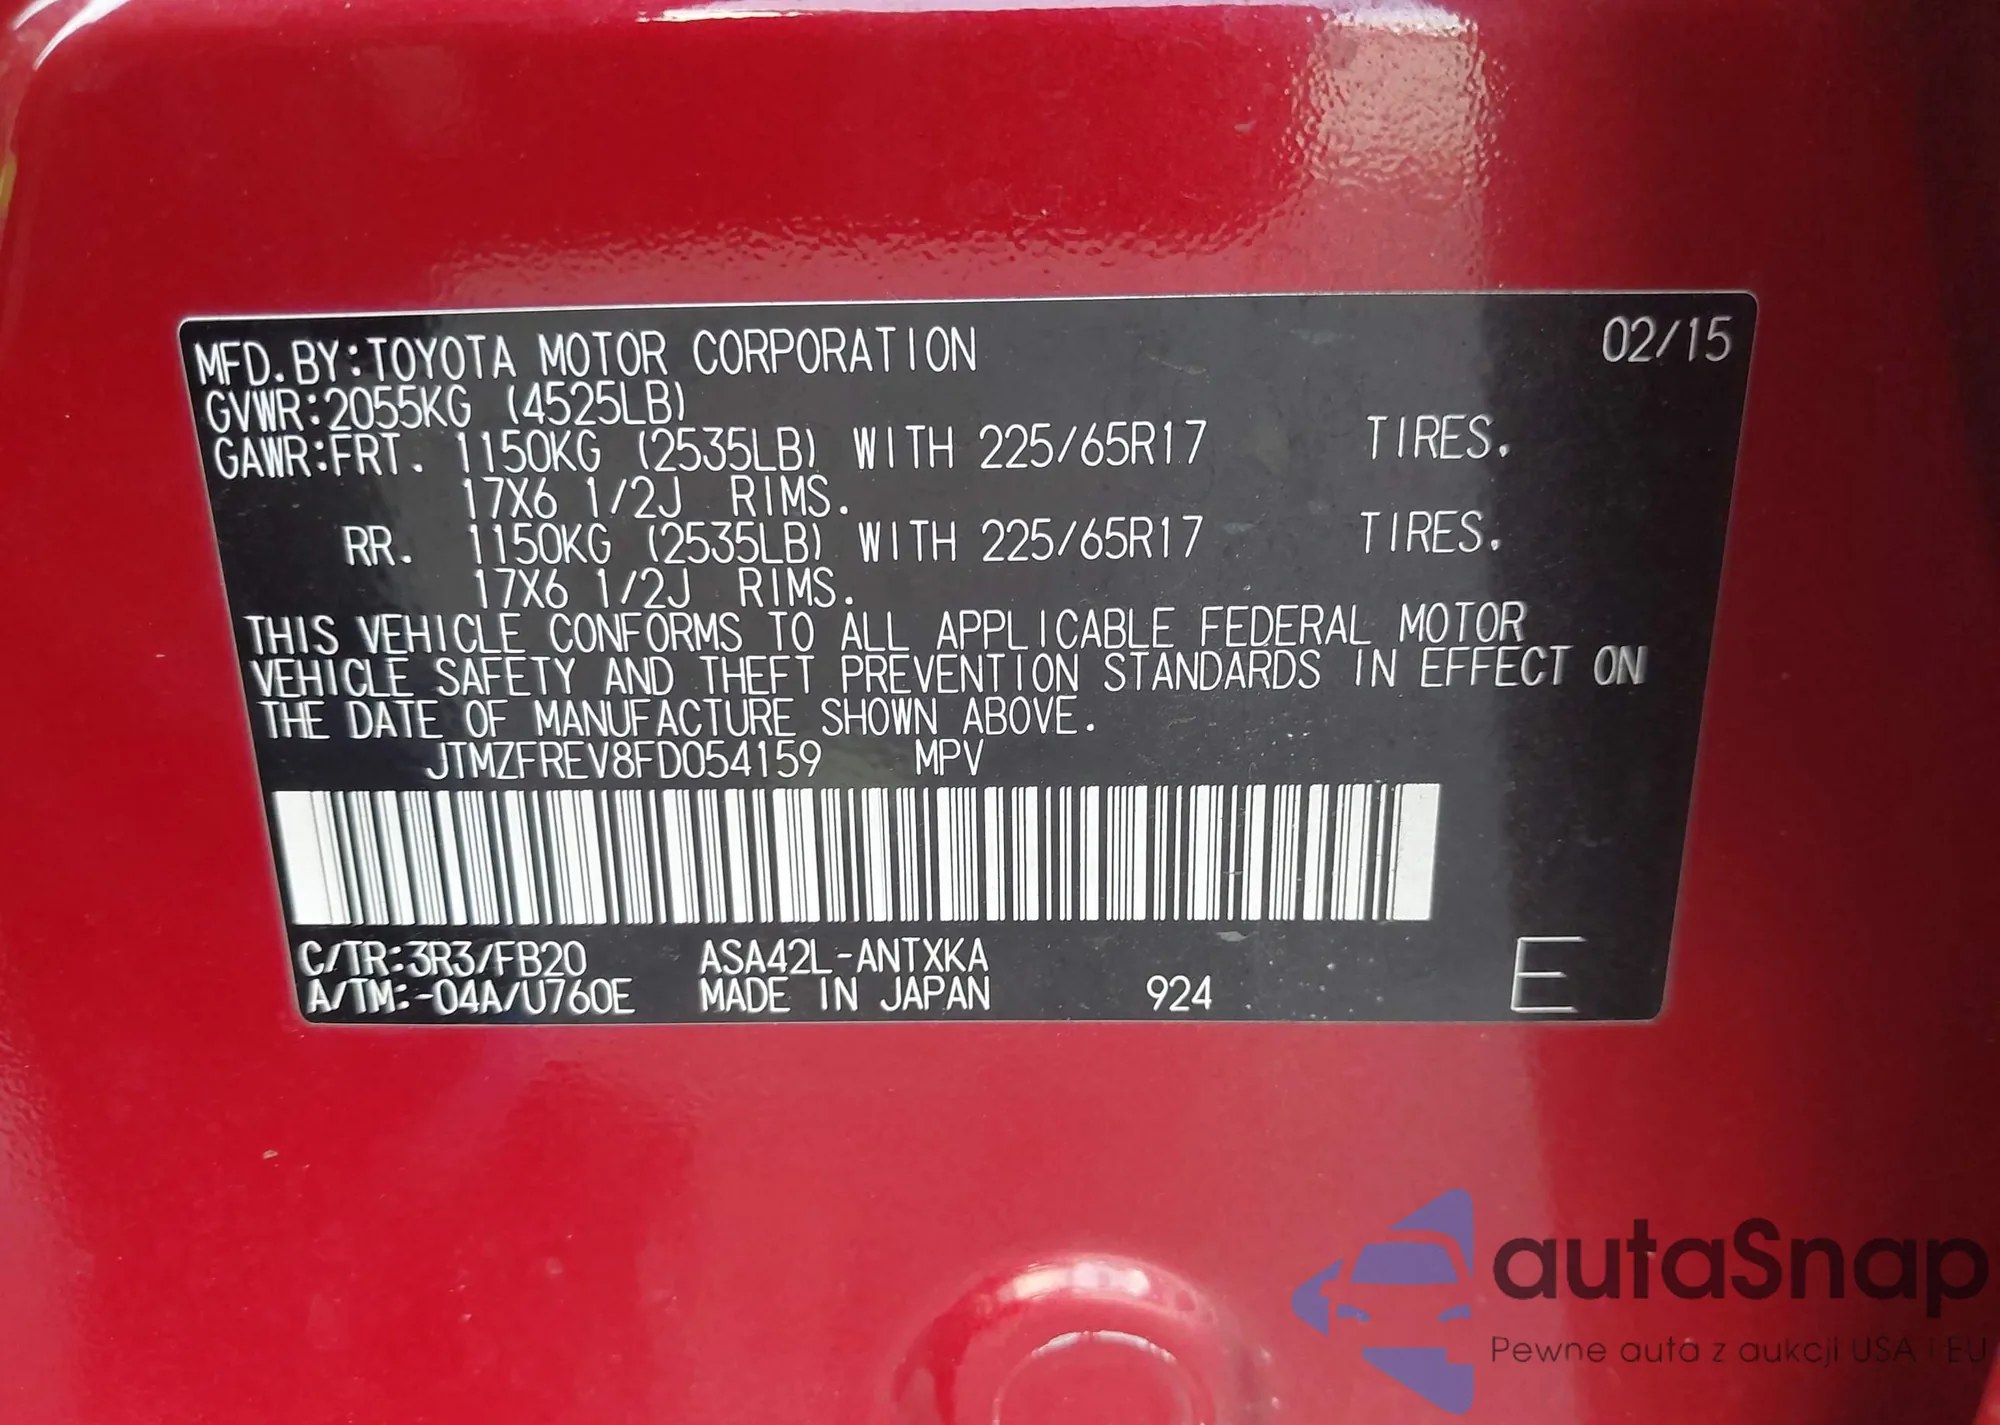 MFD.BY:TOYOTA MOTOR CORPORATION 02/15
GVWR:2055KG (4525LB)
GAWR:FRT. 1150KG (2535LB) WITH 225/65R17 TIRES.
17X6 1/2J RIMS.
RR. 1150KG (2535LB) WITH 225/65R17 TIRES.
17X6 1/2J RIMS.
THIS VEHICLE CONFORMS TO ALL APPLICABLE FEDERAL MOTOR
VEHICLE SAFETY AND THEFT PREVENTION STANDARDS IN EFFECT ON
THE DATE OF MANUFACTURE SHOWN ABOVE.
JTMZFREV8FD054159 MPV
C/TR:3R3/FB20 ASA42L-ANTXKA E
A/TM:-04A/U760E MADE IN JAPAN 924
autaSnap
Pewne auta z aukcji USA i EU